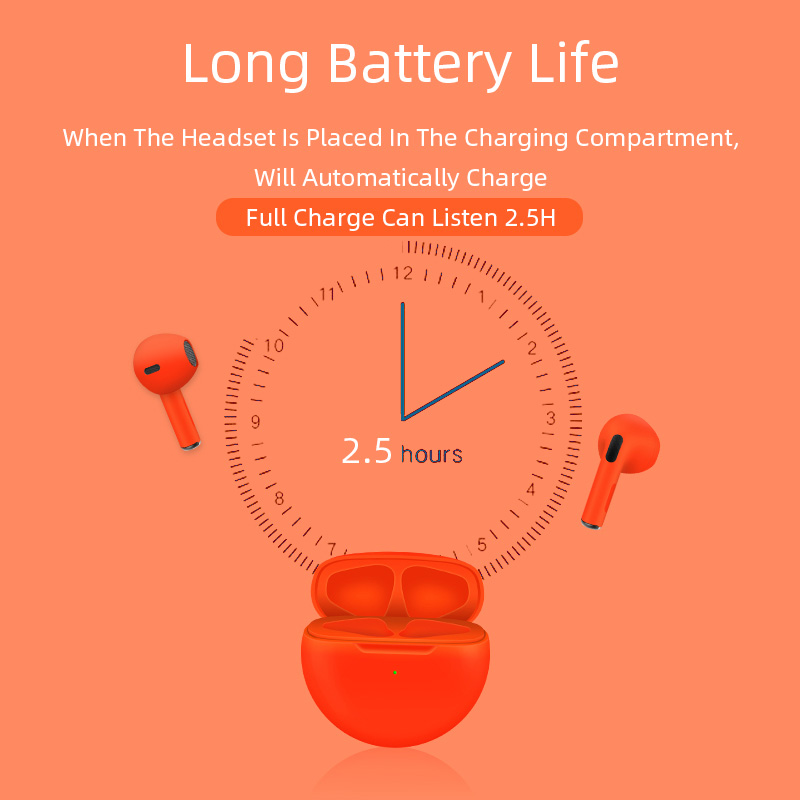 Long Battery Life
When The Headset Is Placed In The Charging Compartment,
Will Automatically Charge
Full Charge Can Listen 2.5H
12
11
1
10
2
9
3
8
4
7
5
2.5 hours